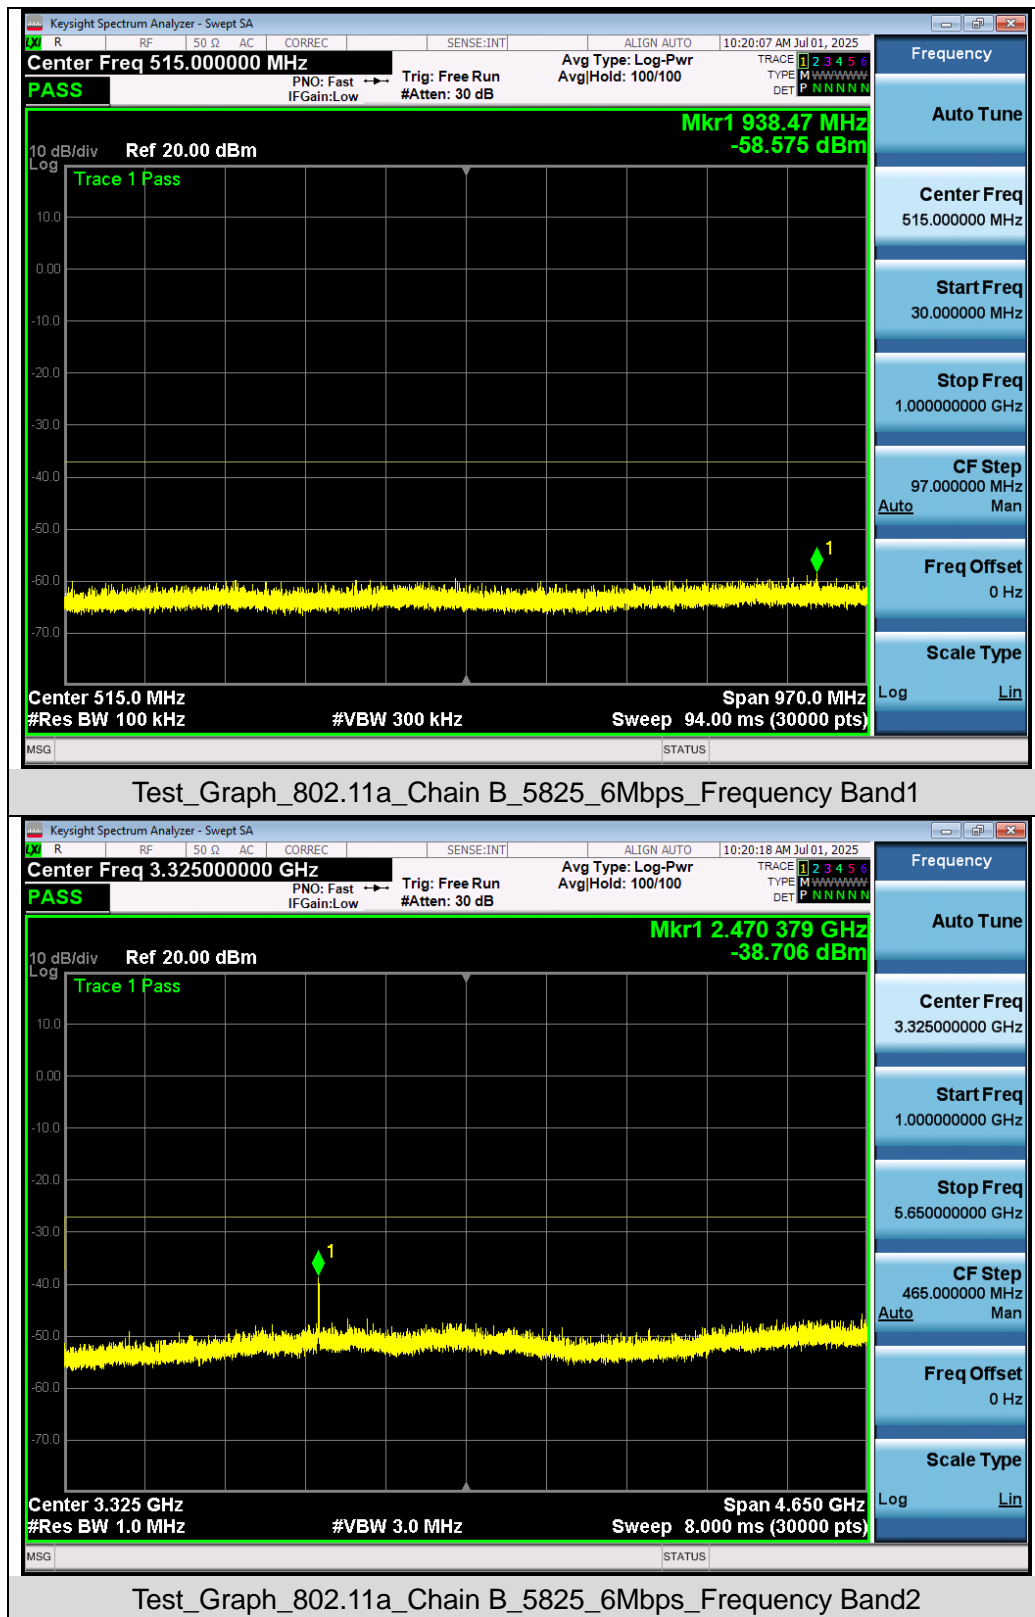 Keysight Spectrum Analyzer - Swept SA
LXI R RF 50 Ω AC CORREC SENSE:INT ALIGN AUTO 10:20:07 AM Jul 01, 2025
Center Freq 515.000000 MHz
PASS
PNO: Fast
IFGain:Low
Trig: Free Run
#Atten: 30 dB
Avg Type: Log-Pwr
Avg|Hold: 100/100
TRACE 1 2 3 4 5 6
TYPE M WWWWW
DET P N N N N N
Mkr1 938.47 MHz
-58.575 dBm
10 dB/div Ref 20.00 dBm
Log
Trace 1 Pass
10.0
0.00
-10.0
-20.0
-30.0
-40.0
-50.0
1
-60.0
-70.0
Center 515.0 MHz Span 970.0 MHz
#Res BW 100 kHz #VBW 300 kHz Sweep 94.00 ms (30000 pts)
MSG STATUS
Frequency
Auto Tune
Center Freq
515.000000 MHz
Start Freq
30.000000 MHz
Stop Freq
1.000000000 GHz
CF Step
97.000000 MHz
Auto Man
Freq Offset
0 Hz
Scale Type
Log Lin
Test_Graph_802.11a_Chain B_5825_6Mbps_Frequency Band1
Keysight Spectrum Analyzer - Swept SA
LXI R RF 50 Ω AC CORREC SENSE:INT ALIGN AUTO 10:20:18 AM Jul 01, 2025
Center Freq 3.325000000 GHz
PASS
PNO: Fast
IFGain:Low
Trig: Free Run
#Atten: 30 dB
Avg Type: Log-Pwr
Avg|Hold: 100/100
TRACE 1 2 3 4 5 6
TYPE M WWWWW
DET P N N N N N
Mkr1 2.470 379 GHz
-38.706 dBm
10 dB/div Ref 20.00 dBm
Log
Trace 1 Pass
10.0
0.00
-10.0
-20.0
-30.0
1
-40.0
-50.0
-60.0
-70.0
Center 3.325 GHz Span 4.650 GHz
#Res BW 1.0 MHz #VBW 3.0 MHz Sweep 8.000 ms (30000 pts)
MSG STATUS
Frequency
Auto Tune
Center Freq
3.325000000 GHz
Start Freq
1.000000000 GHz
Stop Freq
5.650000000 GHz
CF Step
465.000000 MHz
Auto Man
Freq Offset
0 Hz
Scale Type
Log Lin
Test_Graph_802.11a_Chain B_5825_6Mbps_Frequency Band2